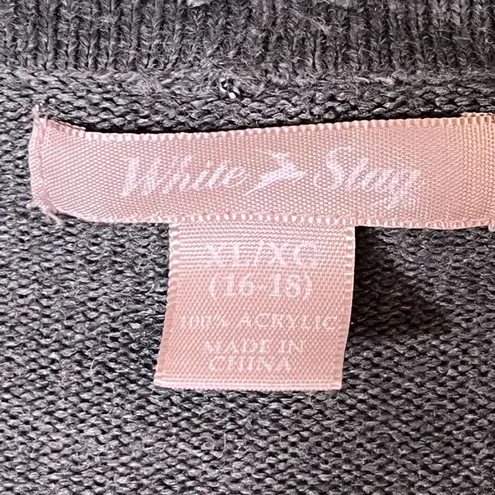 White Stag
XL/XG
(16-18)
100% ACRYLIC
MADE IN
CHINA